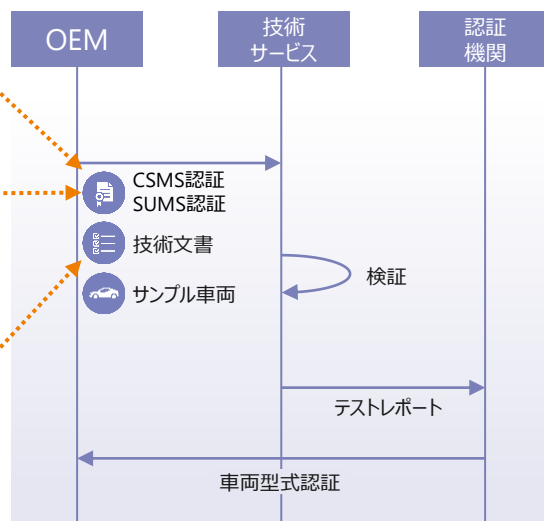 OEM
技術
サービス
認証
機関
CSMS認証
SUMS認証
技術文書
サンプル車両
検証
テストレポート
車両型式認証